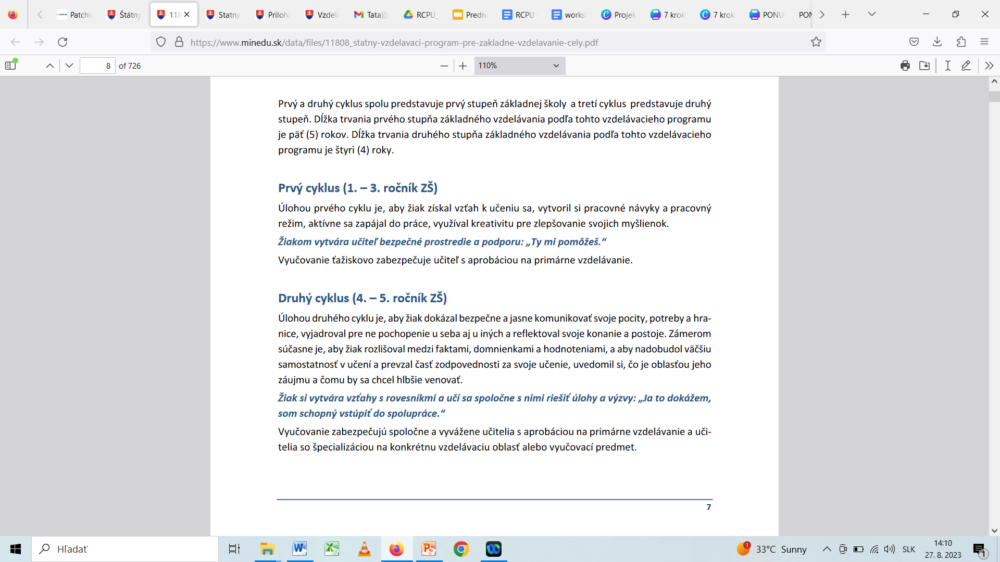 Patchw
Štátny
118
Statny
Priloha
Vzdela
Tata)))
RCPU_
Predná
RCPU
works
Projek
7 krok
7 krok
PONU
PON
https://www.minedu.sk/data/files/11808_statny-vzdelavaci-program-pre-zakladne-vzdelavanie-cely.pdf
8 of 726
110%
Prvý a druhý cyklus spolu predstavuje prvý stupeň základnej školy a tretí cyklus predstavuje druhý
stupeň. Dĺžka trvania prvého stupňa základného vzdelávania podľa tohto vzdelávacieho programu
je päť (5) rokov. Dĺžka trvania druhého stupňa základného vzdelávania podľa tohto vzdelávacieho
programu je štyri (4) roky.
Prvý cyklus (1. – 3. ročník ZŠ)
Úlohou prvého cyklu je, aby žiak získal vzťah k učeniu sa, vytvoril si pracovné návyky a pracovný
režim, aktívne sa zapájal do práce, využíval kreativitu pre zlepšovanie svojich myšlienok.
Žiakom vytvára učiteľ bezpečné prostredie a podporu: „Ty mi pomôžeš.“
Vyučovanie ťažiskovo zabezpečuje učiteľ s aprobáciou na primárne vzdelávanie.
Druhý cyklus (4. – 5. ročník ZŠ)
Úlohou druhého cyklu je, aby žiak dokázal bezpečne a jasne komunikovať svoje pocity, potreby a hra-
nice, vyjadroval pre ne pochopenie u seba aj u iných a reflektoval svoje konanie a postoje. Zámerom
súčasne je, aby žiak rozlišoval medzi faktami, domnienkami a hodnoteniami, a aby nadobudol väčšiu
samostatnosť v učení a prevzal časť zodpovednosti za svoje učenie, uvedomil si, čo je oblasťou jeho
záujmu a čomu by sa chcel hlbšie venovať.
Žiak si vytvára vzťahy s rovesníkmi a učí sa spoločne s nimi riešiť úlohy a výzvy: „Ja to dokážem,
som schopný vstúpiť do spolupráce.“
Vyučovanie zabezpečujú spoločne a vyvážene učitelia s aprobáciou na primárne vzdelávanie a uči-
telia so špecializáciou na konkrétnu vzdelávaciu oblasť alebo vyučovací predmet.
7
Hľadať
1
33°C Sunny
SLK
14:10
27. 8. 2023
1